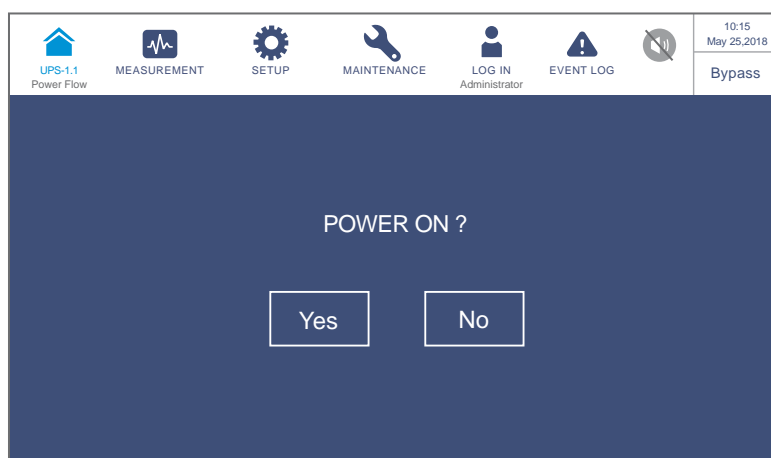 UPS-1.1
Power Flow
MEASUREMENT
SETUP
MAINTENANCE
LOG IN
Administrator
EVENT LOG
10:15
May 25,2018
Bypass
POWER ON ?
Yes
No